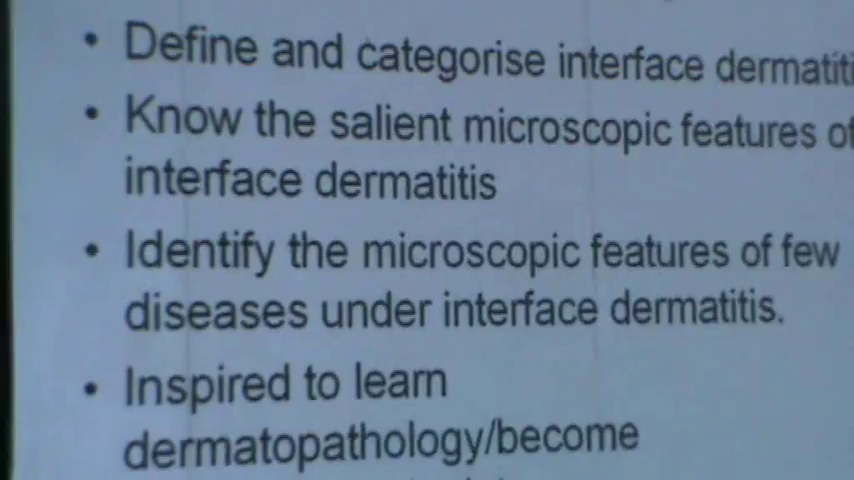 • Define and categorise interface dermatiti
• Know the salient microscopic features of
interface dermatitis
• Identify the microscopic features of few
diseases under interface dermatitis.
• Inspired to learn
dermatopathology/become